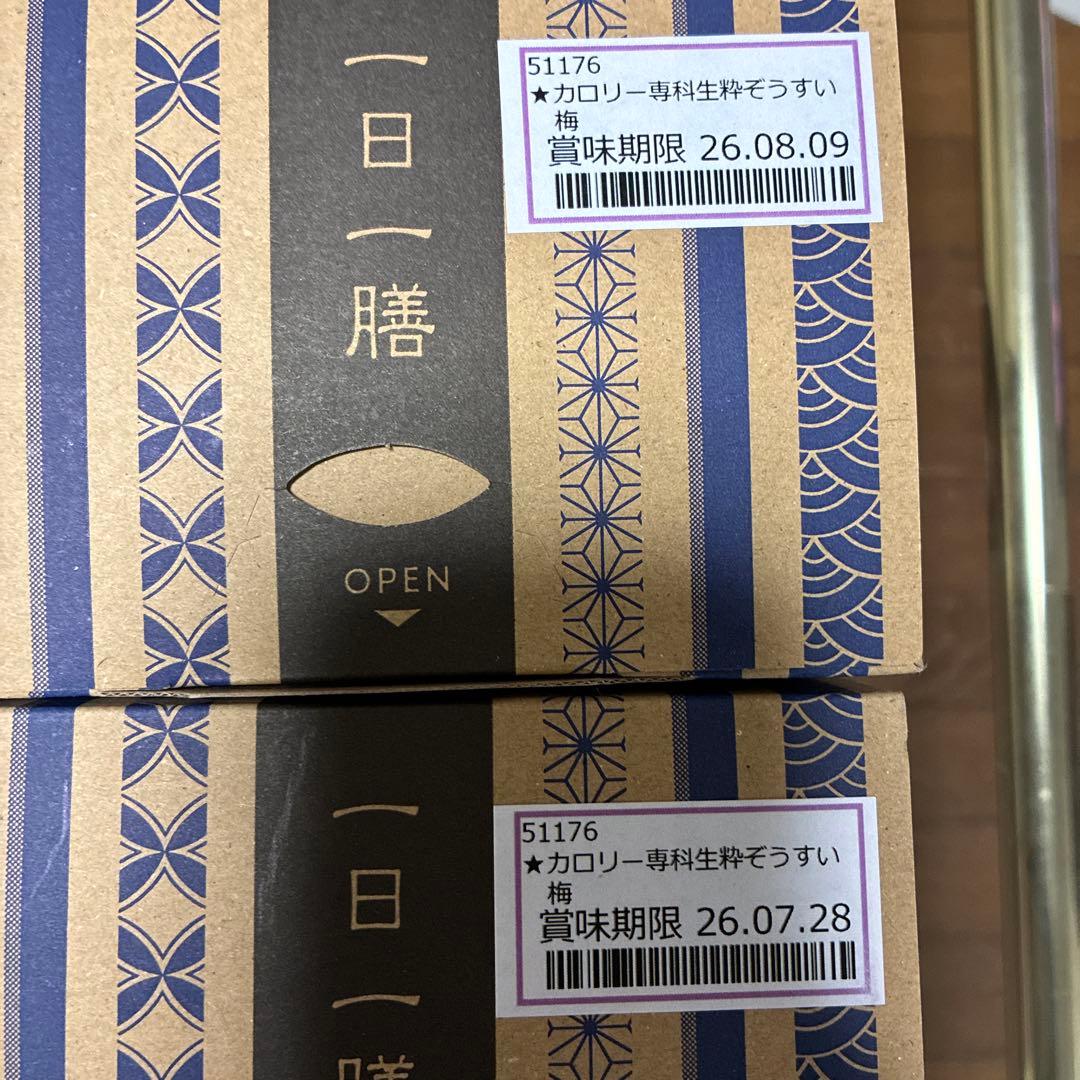 一日一膳
OPEN
51176
★カロリー専科生粋ぞうすい
梅
賞味期限 26.08.09
一日一膳
51176
★カロリー専科生粋ぞうすい
梅
賞味期限 26.07.28